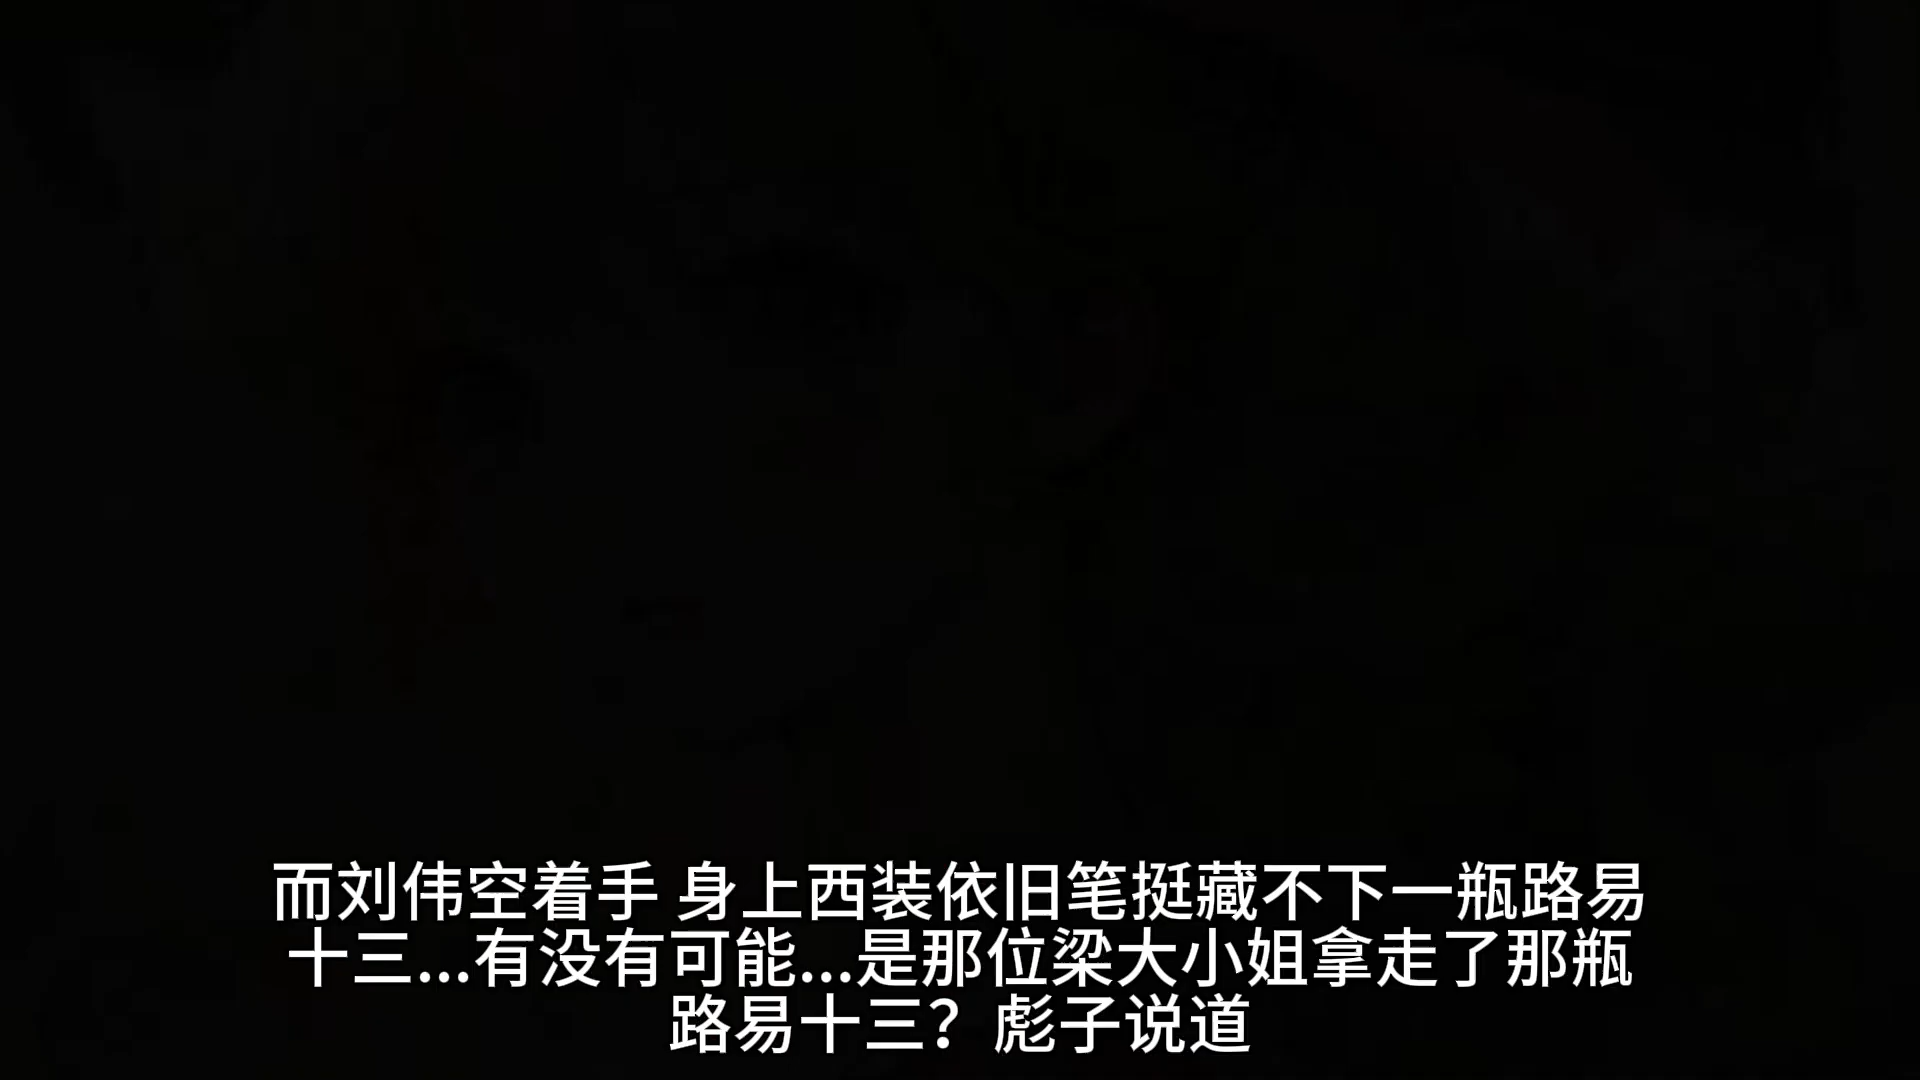 而刘伟空着手 身上西装依旧笔挺藏不下一瓶路易
十三...有没有可能...是那位梁大小姐拿走了那瓶
路易十三？彪子说道